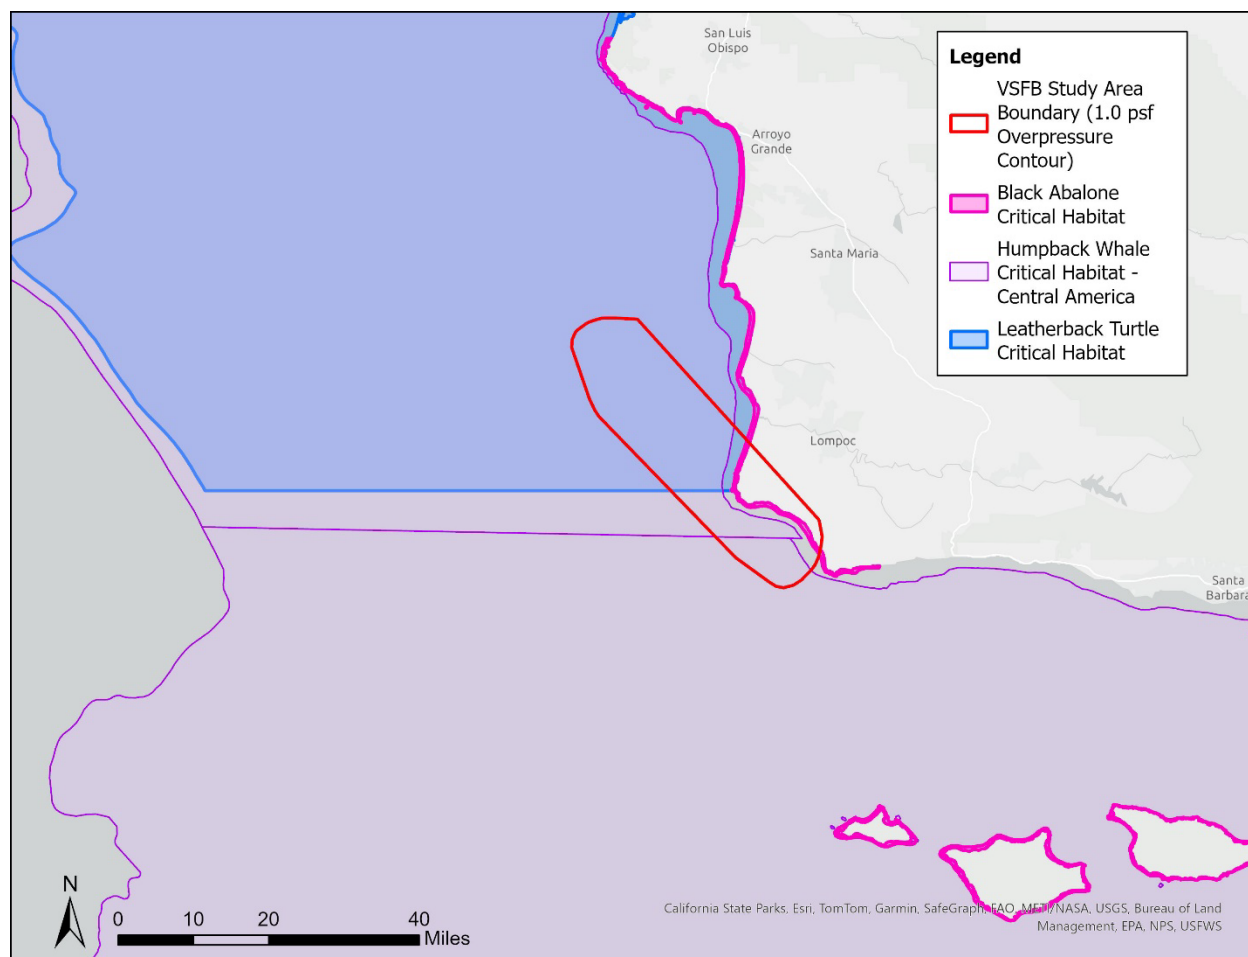 San Luis
Obispo
Arroyo
Grande
Santa Maria
Lompoc
Santa
Barbara
Legend
VSFB Study Area
Boundary (1.0 psf
Overpressure
Contour)
Black Abalone
Critical Habitat
Humpback Whale
Critical Habitat -
Central America
Leatherback Turtle
Critical Habitat
N
0 10 20 40
Miles
California State Parks, Esri, TomTom, Garmin, SafeGraph, FAO, METI/NASA, USGS, Bureau of Land
Management, EPA, NPS, USFWS